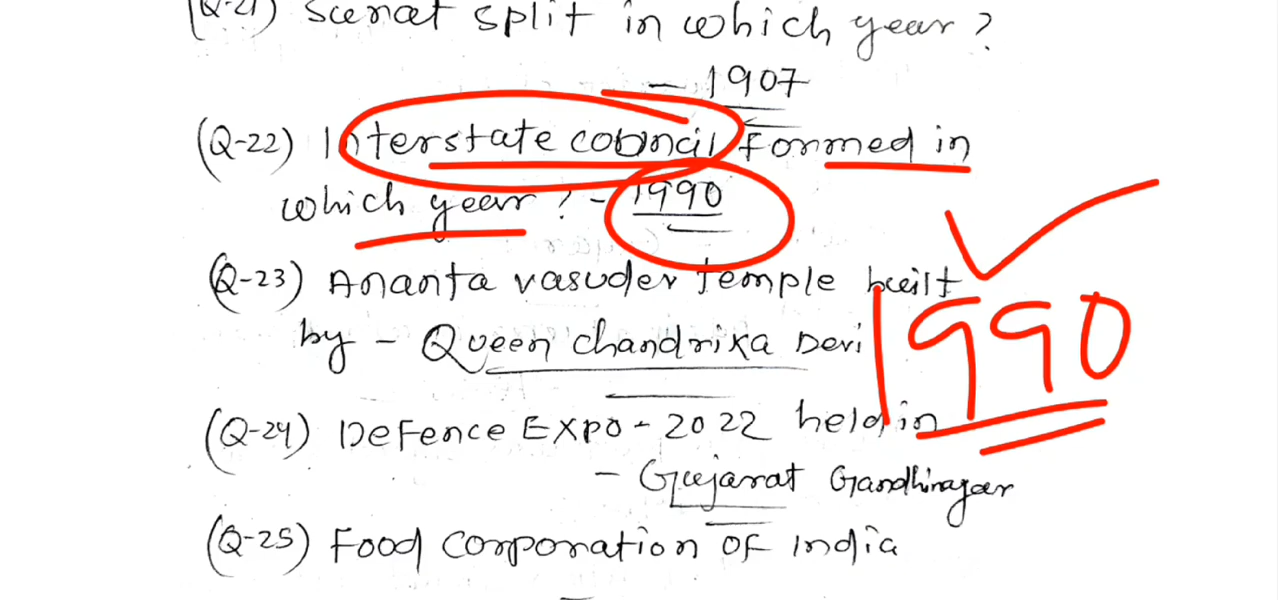 (Q-21) Scurat split in which year?
- 1907
(Q-22) Interstate council formed in
which year? - 1990
(Q-23) Ananta vasudev temple built
1990
by - Queen chandrika Devi
(Q-24) Defence Expo - 2022 held in
- Gujarat Gandhinagar
(Q-25) Food corporation of India